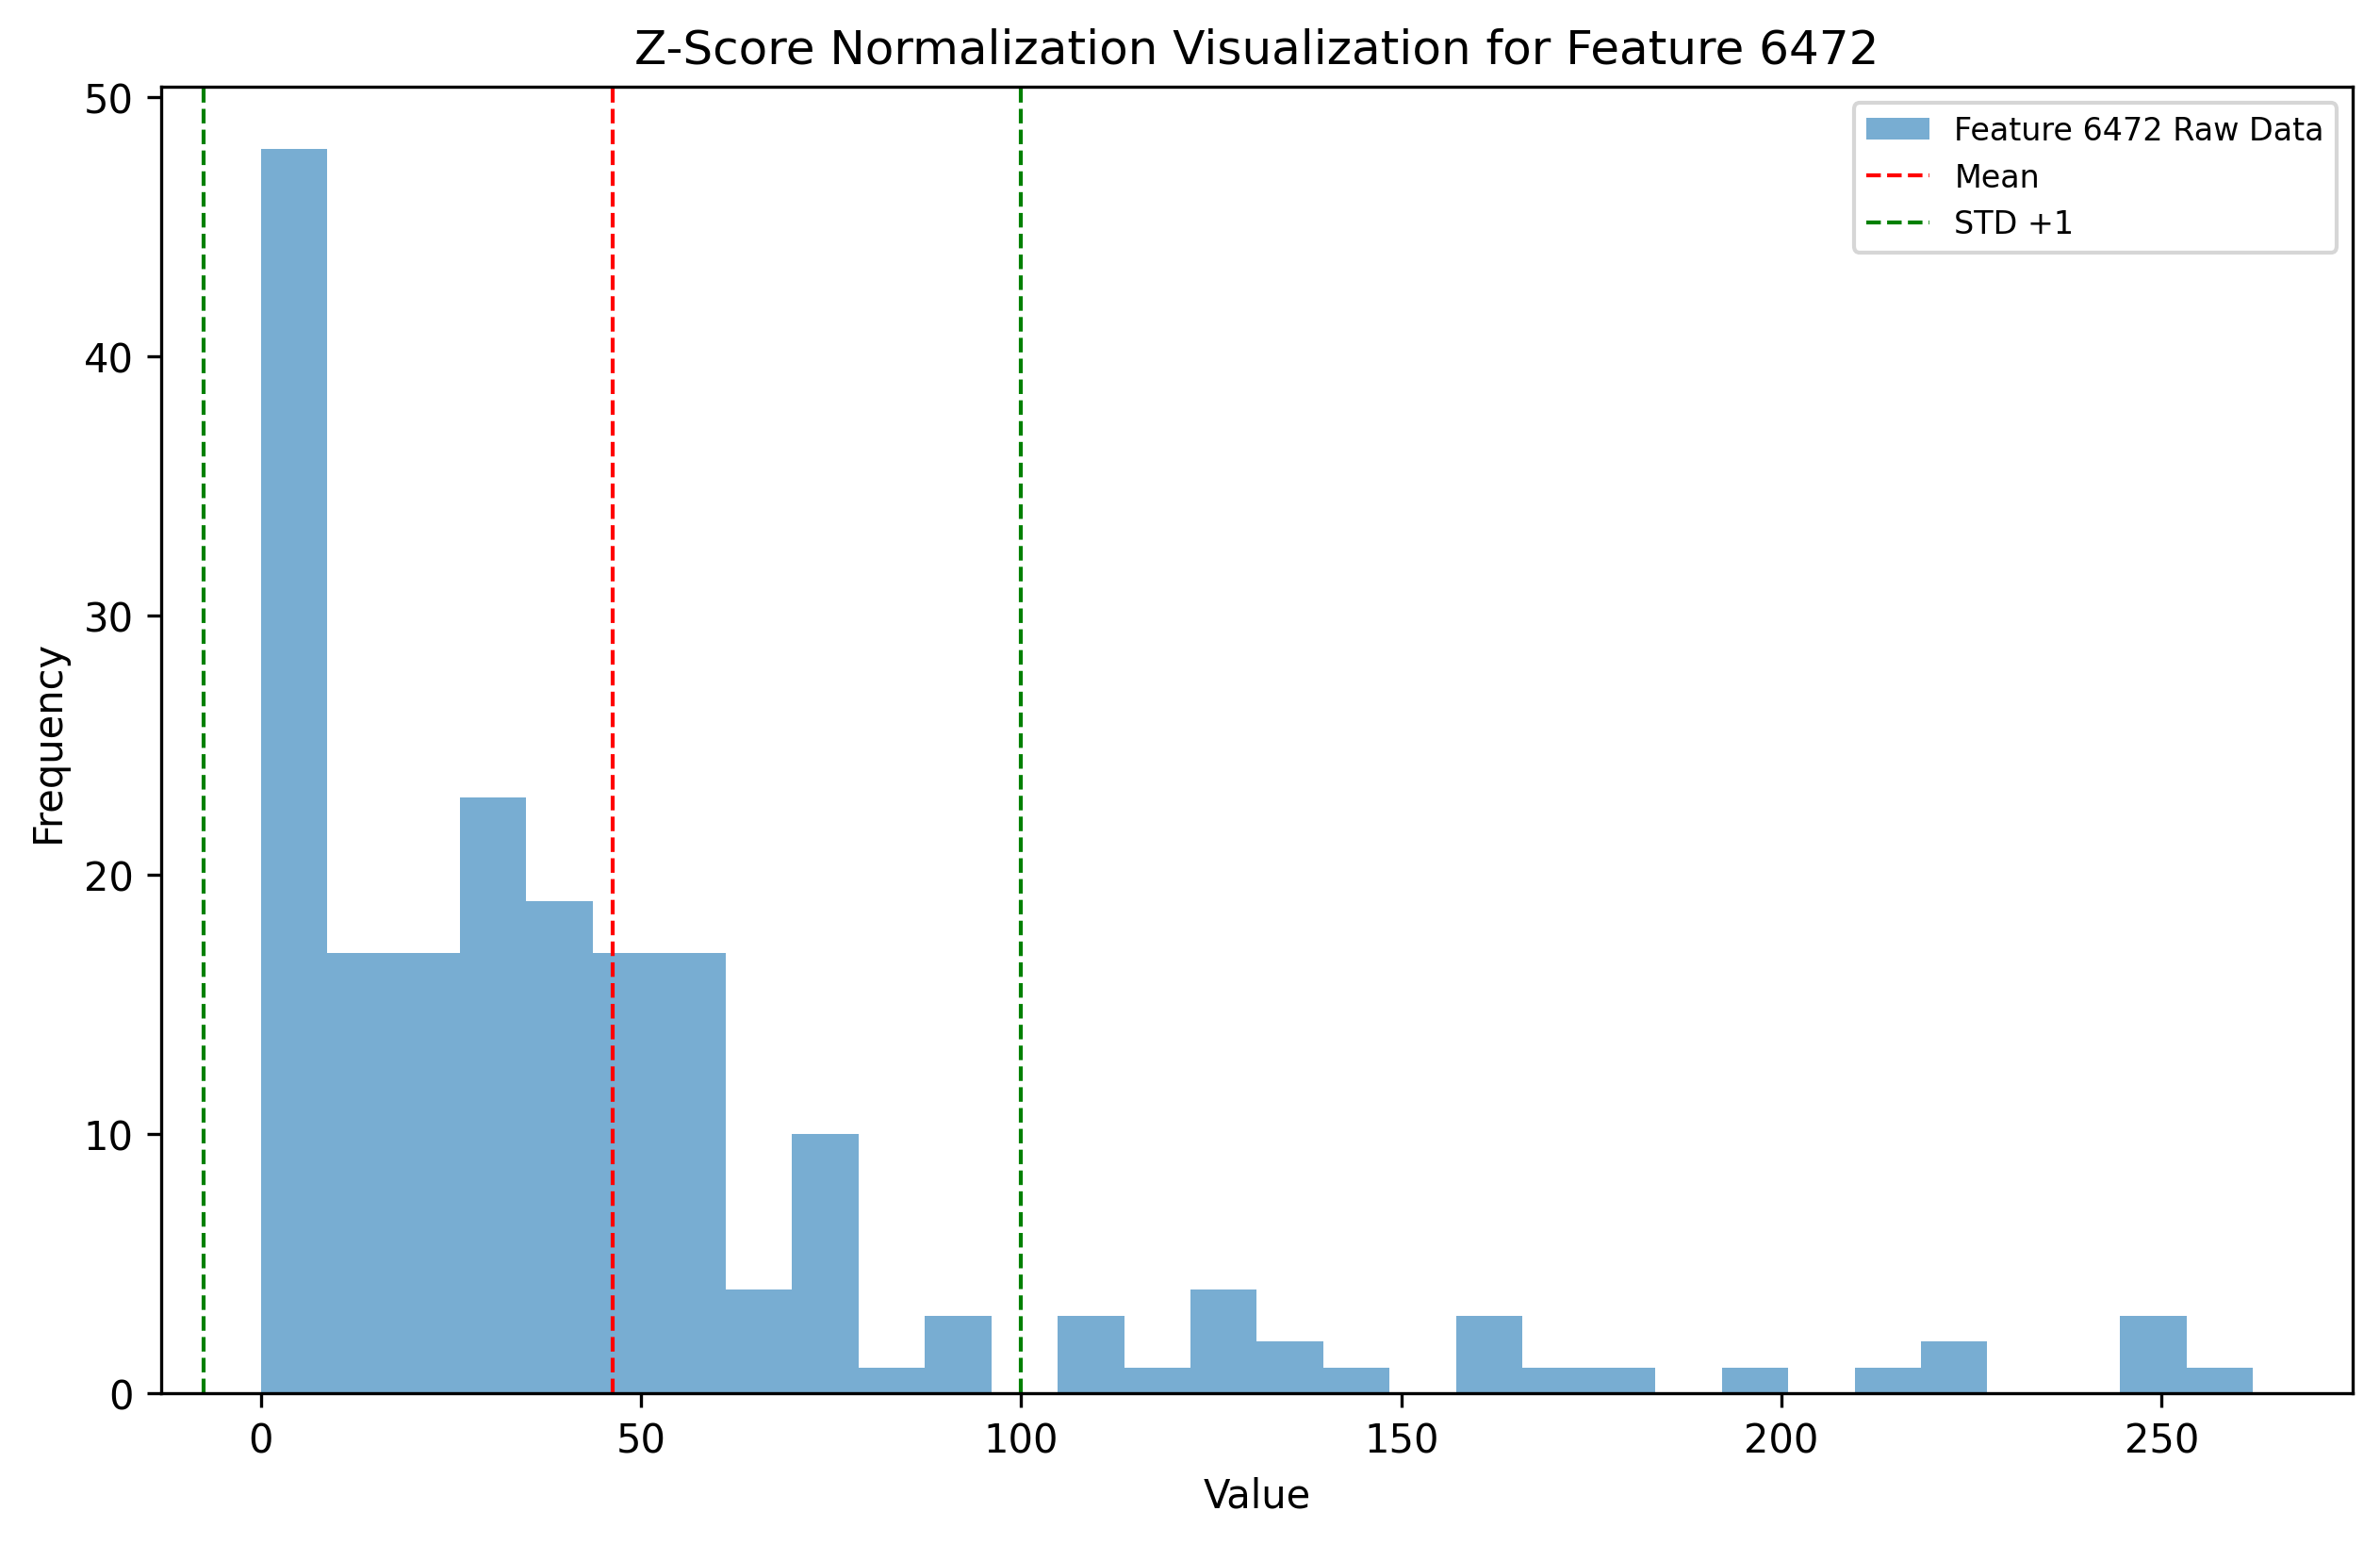 Z-Score Normalization Visualization for Feature 6472
Feature 6472 Raw Data
Mean
STD +1
50
40
30
20
10
0
Frequency
0 50 100 150 200 250
Value